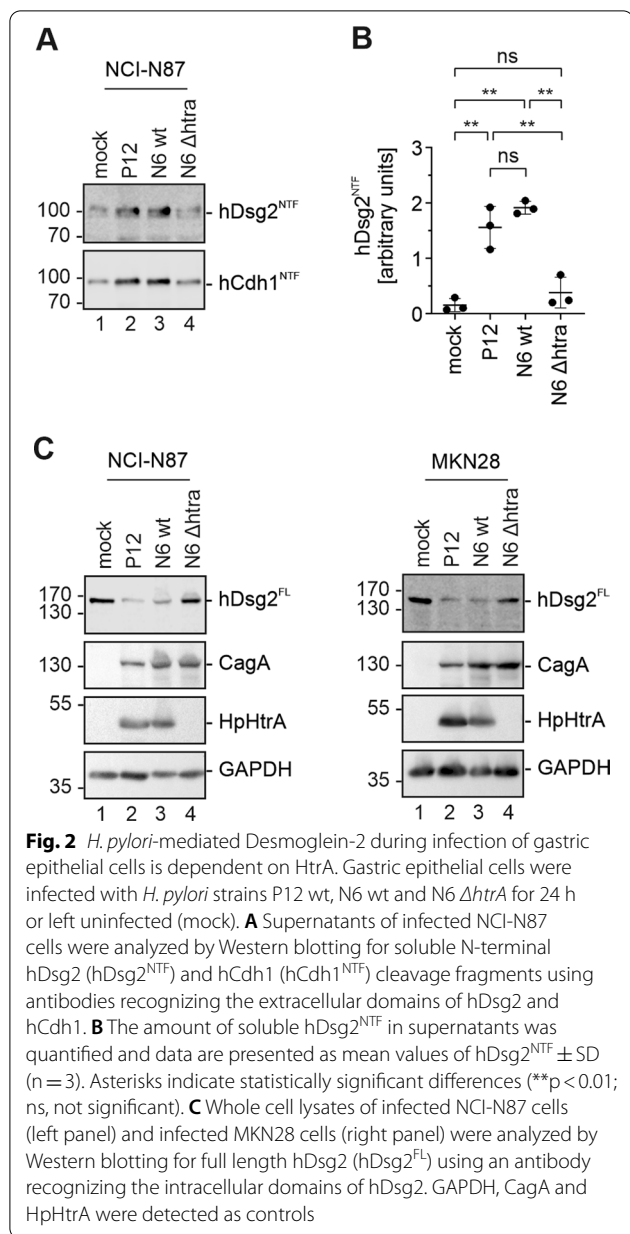 A
NCI-N87
mock
P12
N6 wt
N6 Δhtra
100
70
hDsg2NTF
100
70
hCdh1NTF
1 2 3 4
B
ns
** **
** **
ns
hDsg2NTF
[arbitrary units]
3
2
1
0
mock
P12
N6 wt
N6 Δhtra
C
NCI-N87
mock
P12
N6 wt
N6 Δhtra
170
130
hDsg2FL
130
CagA
55
HpHtrA
35
GAPDH
1 2 3 4
MKN28
mock
P12
N6 wt
N6 Δhtra
170
130
hDsg2FL
130
CagA
55
HpHtrA
35
GAPDH
1 2 3 4
Fig. 2 H. pylori-mediated Desmoglein-2 during infection of gastric
epithelial cells is dependent on HtrA. Gastric epithelial cells were
infected with H. pylori strains P12 wt, N6 wt and N6 ΔhtrA for 24 h
or left uninfected (mock). A Supernatants of infected NCI-N87
cells were analyzed by Western blotting for soluble N-terminal
hDsg2 (hDsg2NTF) and hCdh1 (hCdh1NTF) cleavage fragments using
antibodies recognizing the extracellular domains of hDsg2 and
hCdh1. B The amount of soluble hDsg2NTF in supernatants was
quantified and data are presented as mean values of hDsg2NTF ± SD
(n = 3). Asterisks indicate statistically significant differences (**p < 0.01;
ns, not significant). C Whole cell lysates of infected NCI-N87 cells
(left panel) and infected MKN28 cells (right panel) were analyzed by
Western blotting for full length hDsg2 (hDsg2FL) using an antibody
recognizing the intracellular domains of hDsg2. GAPDH, CagA and
HpHtrA were detected as controls